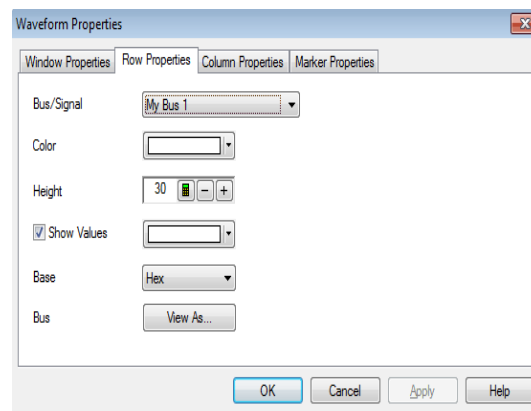 Waveform Properties
Window Properties Row Properties Column Properties Marker Properties
Bus/Signal My Bus 1
Color
Height 30
Show Values
Base Hex
Bus View As...
OK Cancel Apply Help